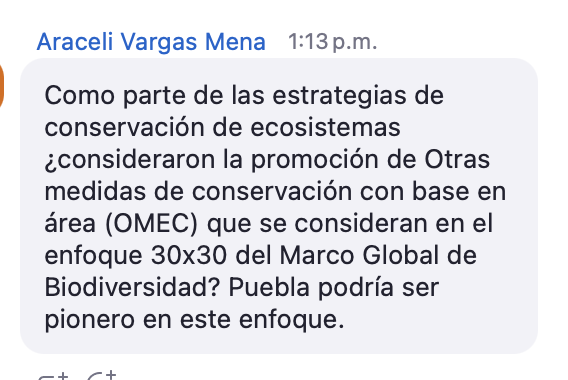 Araceli Vargas Mena 1:13 p.m.
Como parte de las estrategias de
conservación de ecosistemas
¿consideraron la promoción de Otras
medidas de conservación con base en
área (OMEC) que se consideran en el
enfoque 30x30 del Marco Global de
Biodiversidad? Puebla podría ser
pionero en este enfoque.